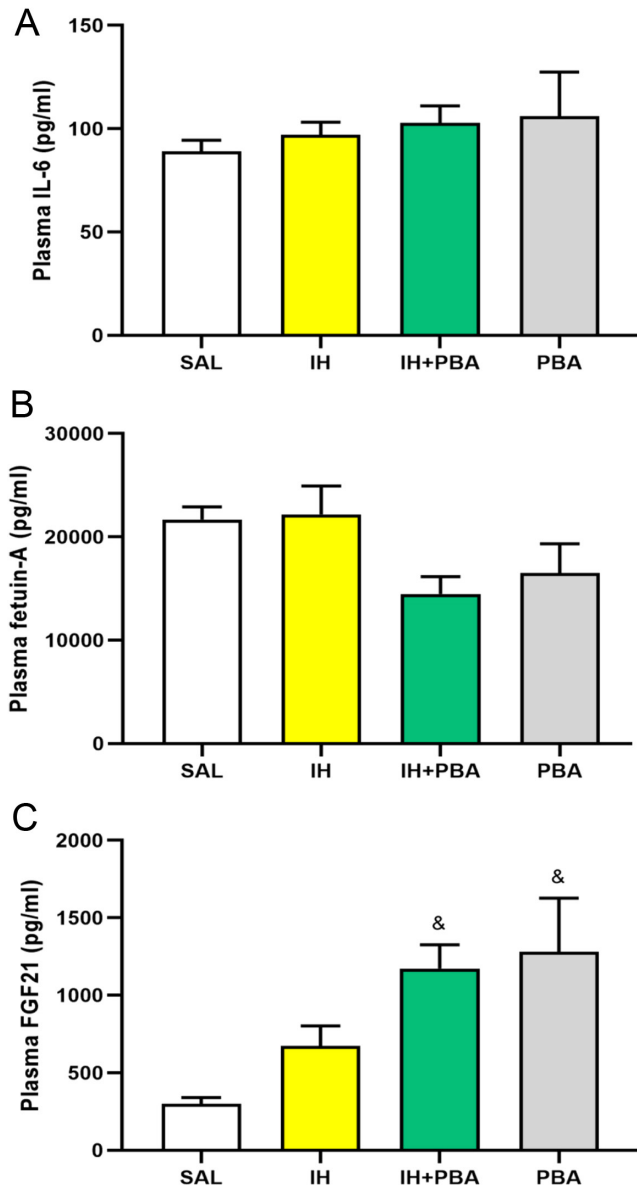 A
Plasma IL-6 (pg/ml)
150
100
50
0
SAL IH IH+PBA PBA
B
Plasma fetuin-A (pg/ml)
30000
20000
10000
0
SAL IH IH+PBA PBA
C
Plasma FGF21 (pg/ml)
2000
1500
1000
500
0
& &
SAL IH IH+PBA PBA